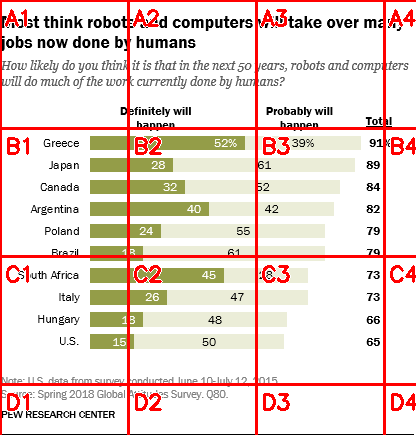 Most think robots and computers will take over many
jobs now done by humans
How likely do you think it is that in the next 50 years, robots and computers
will do much of the work currently done by humans?
Definitely will happen Probably will happen Total
Greece 52% 39% 91%
Japan 28 61 89
Canada 32 52 84
Argentina 40 42 82
Poland 24 55 79
Brazil 18 61 79
South Africa 45 28 73
Italy 26 47 73
Hungary 18 48 66
U.S. 15 50 65
Note: U.S. data from survey conducted June 10-July 12, 2015.
Source: Spring 2018 Global Attitudes Survey. Q80.
PEW RESEARCH CENTER
A1 A2 A3 A4
B1 B2 B3 B4
C1 C2 C3 C4
D1 D2 D3 D4